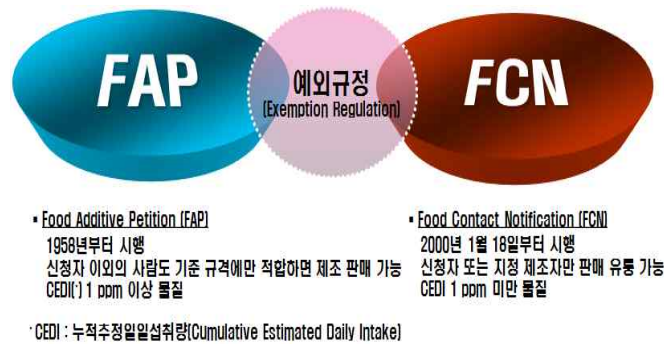 FAP
예외규정
(Exemption Regulation)
FCN
▪ Food Additive Petition (FAP)
1958년부터 시행
신청자 이외의 사람도 기준 규격에만 적합하면 제조 판매 가능
CEDI(*) 1 ppm 이상 물질
▪ Food Contact Notification (FCN)
2000년 1월 18일부터 시행
신청자 또는 지정 제조자만 판매 유통 가능
CEDI 1 ppm 미만 물질
* CEDI : 누적추정일일섭취량(Cumulative Estimated Daily Intake)